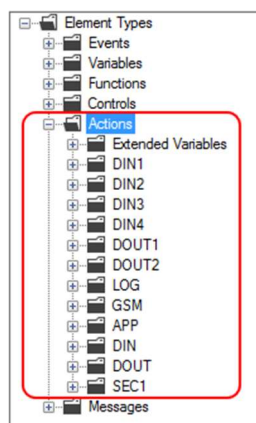 Element Types
Events
Variables
Functions
Controls
Actions
Extended Variables
DIN1
DIN2
DIN3
DIN4
DOUT1
DOUT2
LOG
GSM
APP
DIN
DOUT
SEC1
Messages